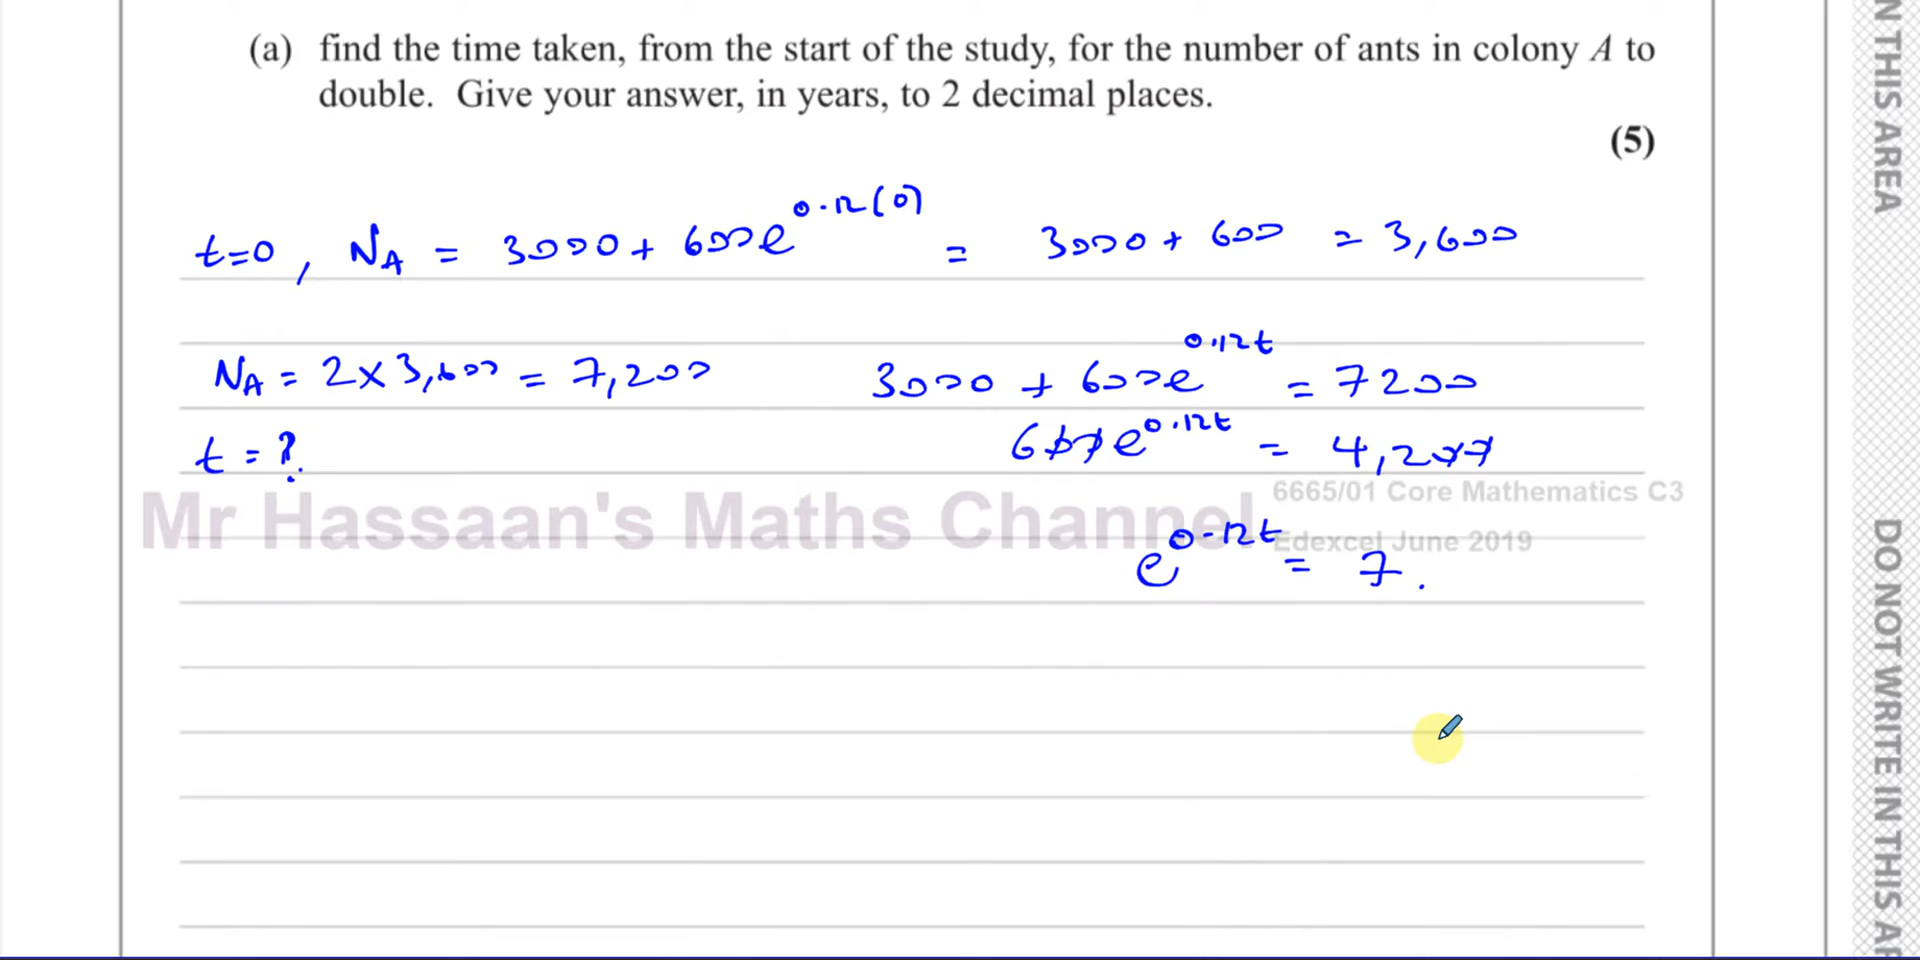 (a) find the time taken, from the start of the study, for the number of ants in colony A to
double. Give your answer, in years, to 2 decimal places.
(5)
t=0, N_A = 3000 + 600e^{0.12(0)} = 3000 + 600 = 3,600
N_A = 2 × 3,600 = 7,200
3000 + 600e^{0.12t} = 7200
t = ?
600e^{0.12t} = 4,200
e^{0.12t} = 7.
Mr Hassaan's Maths Channel
6665/01 Core Mathematics C3
Edexcel June 2019
N THIS AREA
DO NOT WRITE IN THIS AR